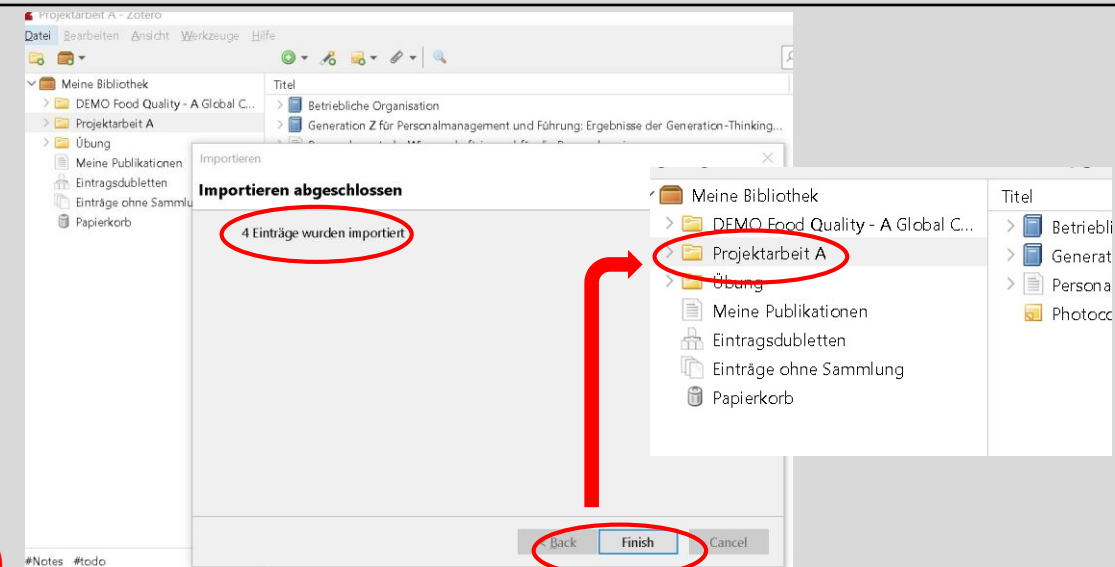 Projektarbeit A - Zotero
Datei Bearbeiten Ansicht Werkzeuge Hilfe
Meine Bibliothek
DEMO Food Quality - A Global C...
Projektarbeit A
Übung
Meine Publikationen
Eintragsdubletten
Einträge ohne Sammlu
Papierkorb
#Notes #todo
Titel
Betriebliche Organisation
Generation Z für Personalmanagement und Führung: Ergebnisse der Generation-Thinking...
Importieren
Importieren abgeschlossen
4 Einträge wurden importiert
< Back Finish Cancel
Meine Bibliothek
DEMO Food Quality - A Global C...
Projektarbeit A
Übung
Meine Publikationen
Eintragsdubletten
Einträge ohne Sammlung
Papierkorb
Titel
Betriebli
Generat
Persona
Photoco